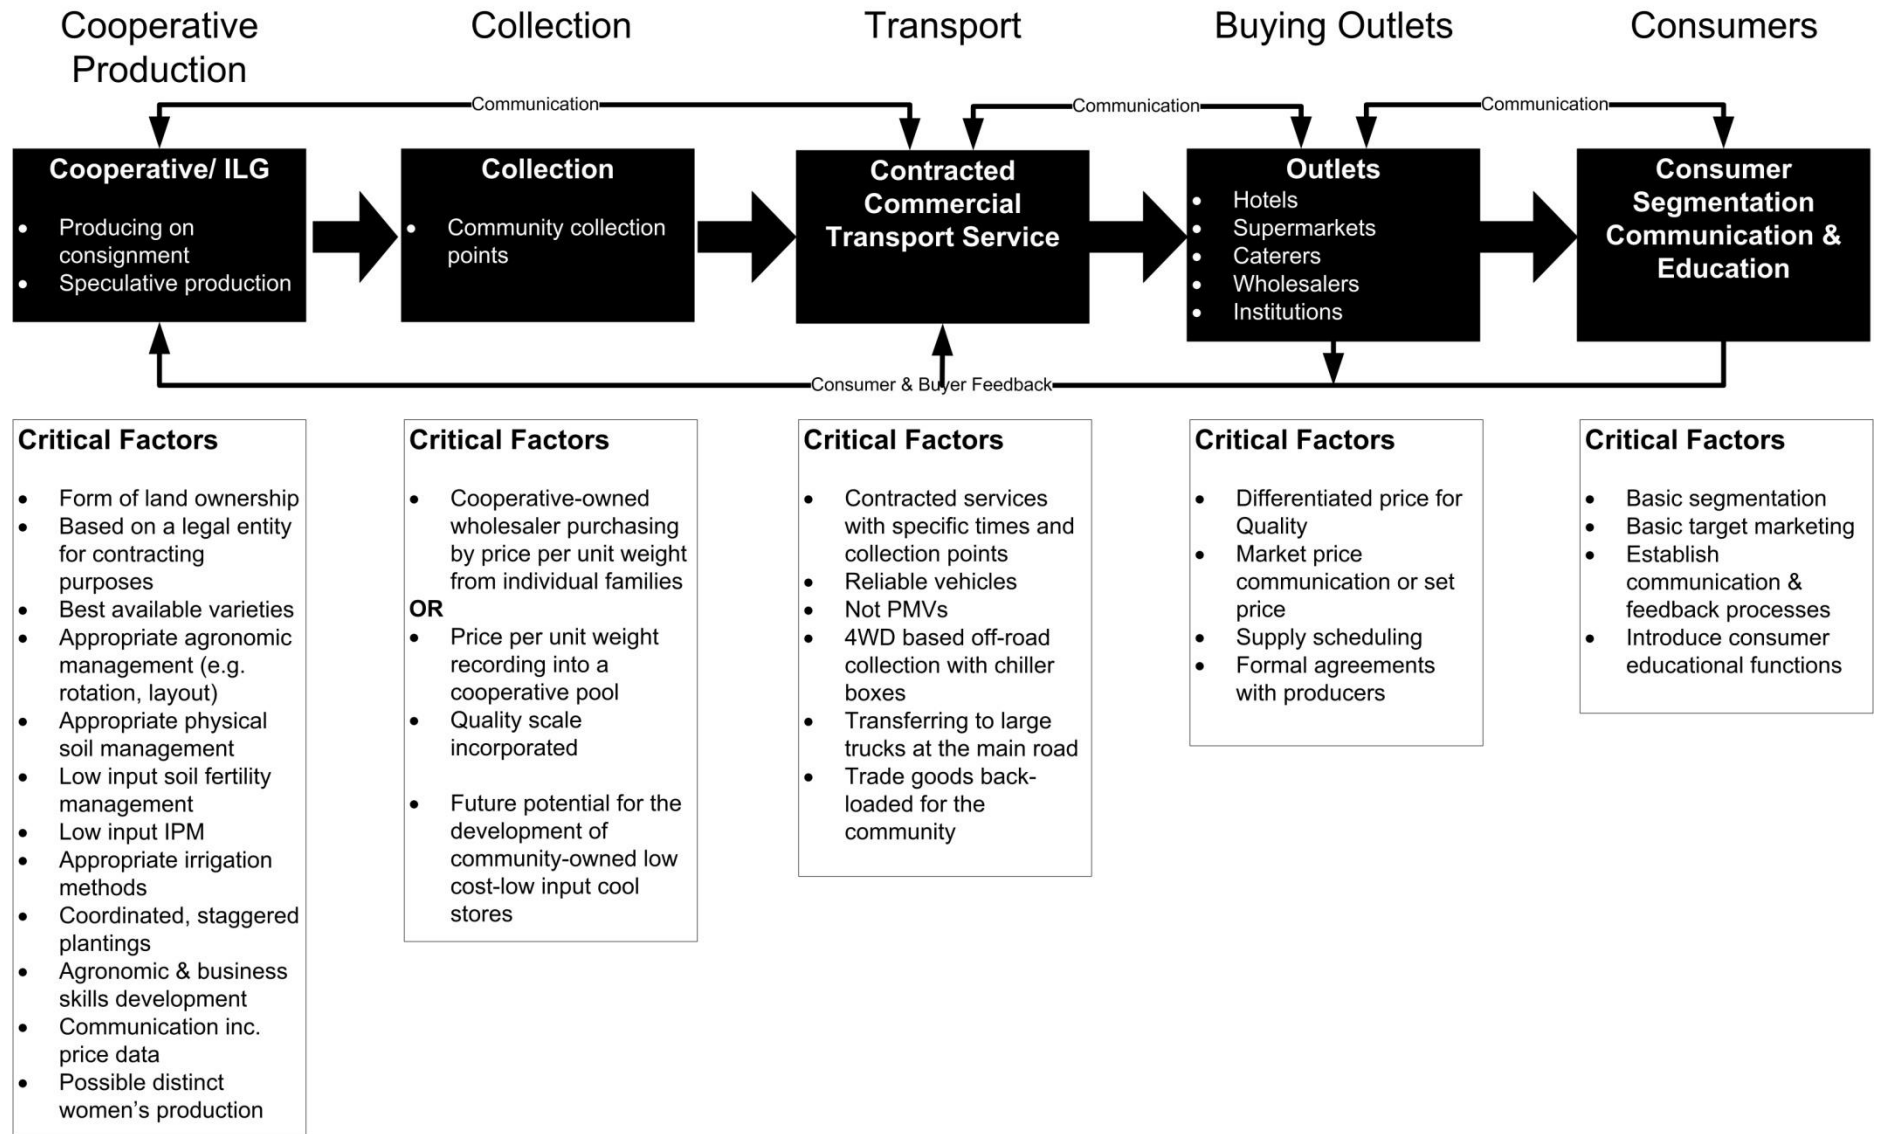 Cooperative
Production
Collection
Transport
Buying Outlets
Consumers
Communication
Communication
Communication
Cooperative/ ILG
• Producing on
consignment
• Speculative production
Collection
• Community collection
points
Contracted
Commercial
Transport Service
Outlets
• Hotels
• Supermarkets
• Caterers
• Wholesalers
• Institutions
Consumer
Segmentation
Communication &
Education
Consumer & Buyer Feedback
Critical Factors
• Form of land ownership
• Based on a legal entity
for contracting
purposes
• Best available varieties
• Appropriate agronomic
management (e.g.
rotation, layout)
• Appropriate physical
soil management
• Low input soil fertility
management
• Low input IPM
• Appropriate irrigation
methods
• Coordinated, staggered
plantings
• Agronomic & business
skills development
• Communication inc.
price data
• Possible distinct
women's production
Critical Factors
• Cooperative-owned
wholesaler purchasing
by price per unit weight
from individual families
OR
• Price per unit weight
recording into a
cooperative pool
• Quality scale
incorporated
• Future potential for the
development of
community-owned low
cost-low input cool
stores
Critical Factors
• Contracted services
with specific times and
collection points
• Reliable vehicles
• Not PMVs
• 4WD based off-road
collection with chiller
boxes
• Transferring to large
trucks at the main road
• Trade goods back-
loaded for the
community
Critical Factors
• Differentiated price for
Quality
• Market price
communication or set
price
• Supply scheduling
• Formal agreements
with producers
Critical Factors
• Basic segmentation
• Basic target marketing
• Establish
communication &
feedback processes
• Introduce consumer
educational functions